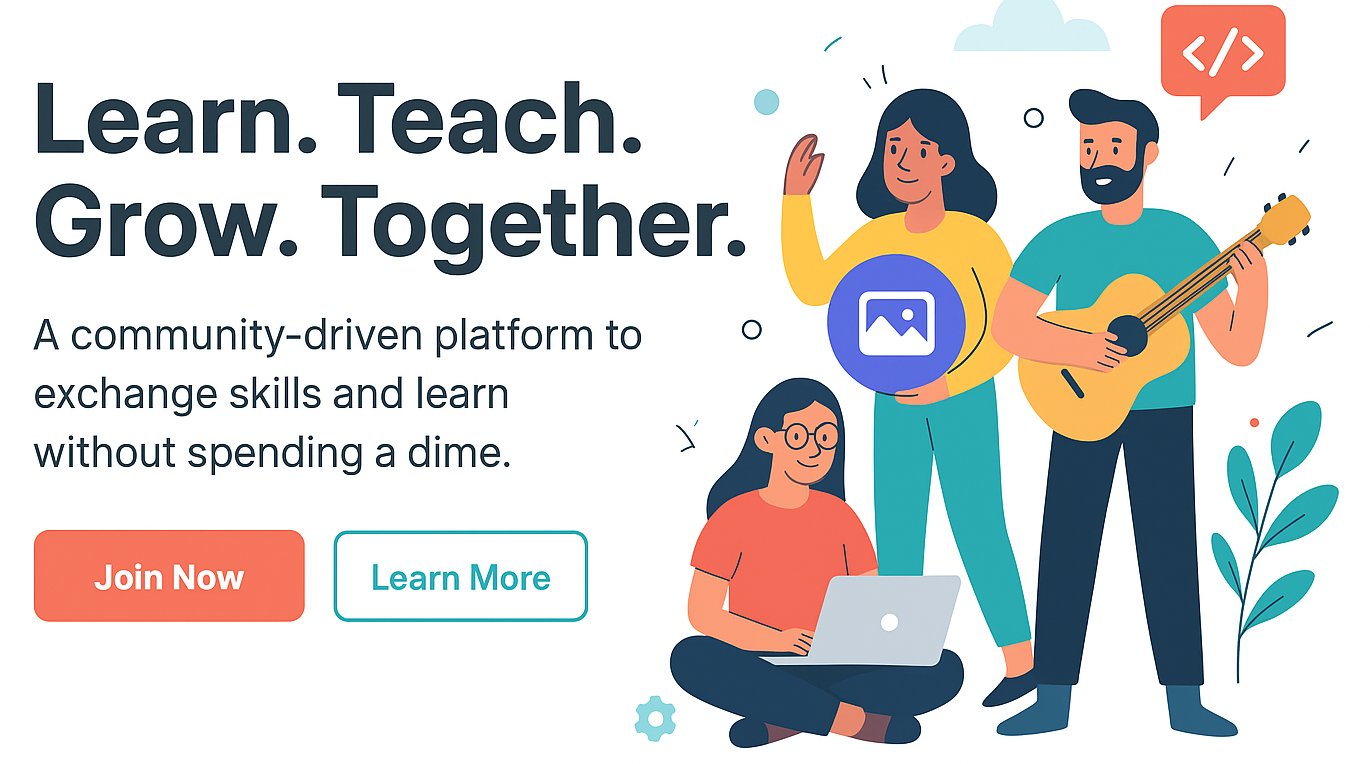 Learn. Teach.
Grow. Together.
A community-driven platform to
exchange skills and learn
without spending a dime.
Join Now
Learn More
</>